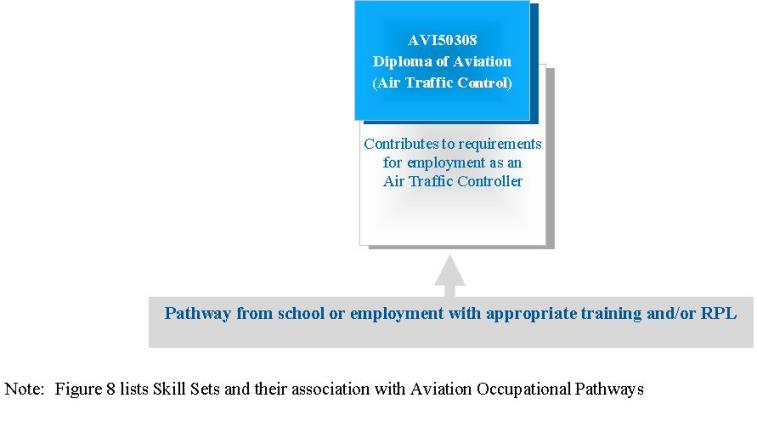 AVI50308
Diploma of Aviation
(Air Traffic Control)
Contributes to requirements
for employment as an
Air Traffic Controller
Pathway from school or employment with appropriate training and/or RPL
Note: Figure 8 lists Skill Sets and their association with Aviation Occupational Pathways